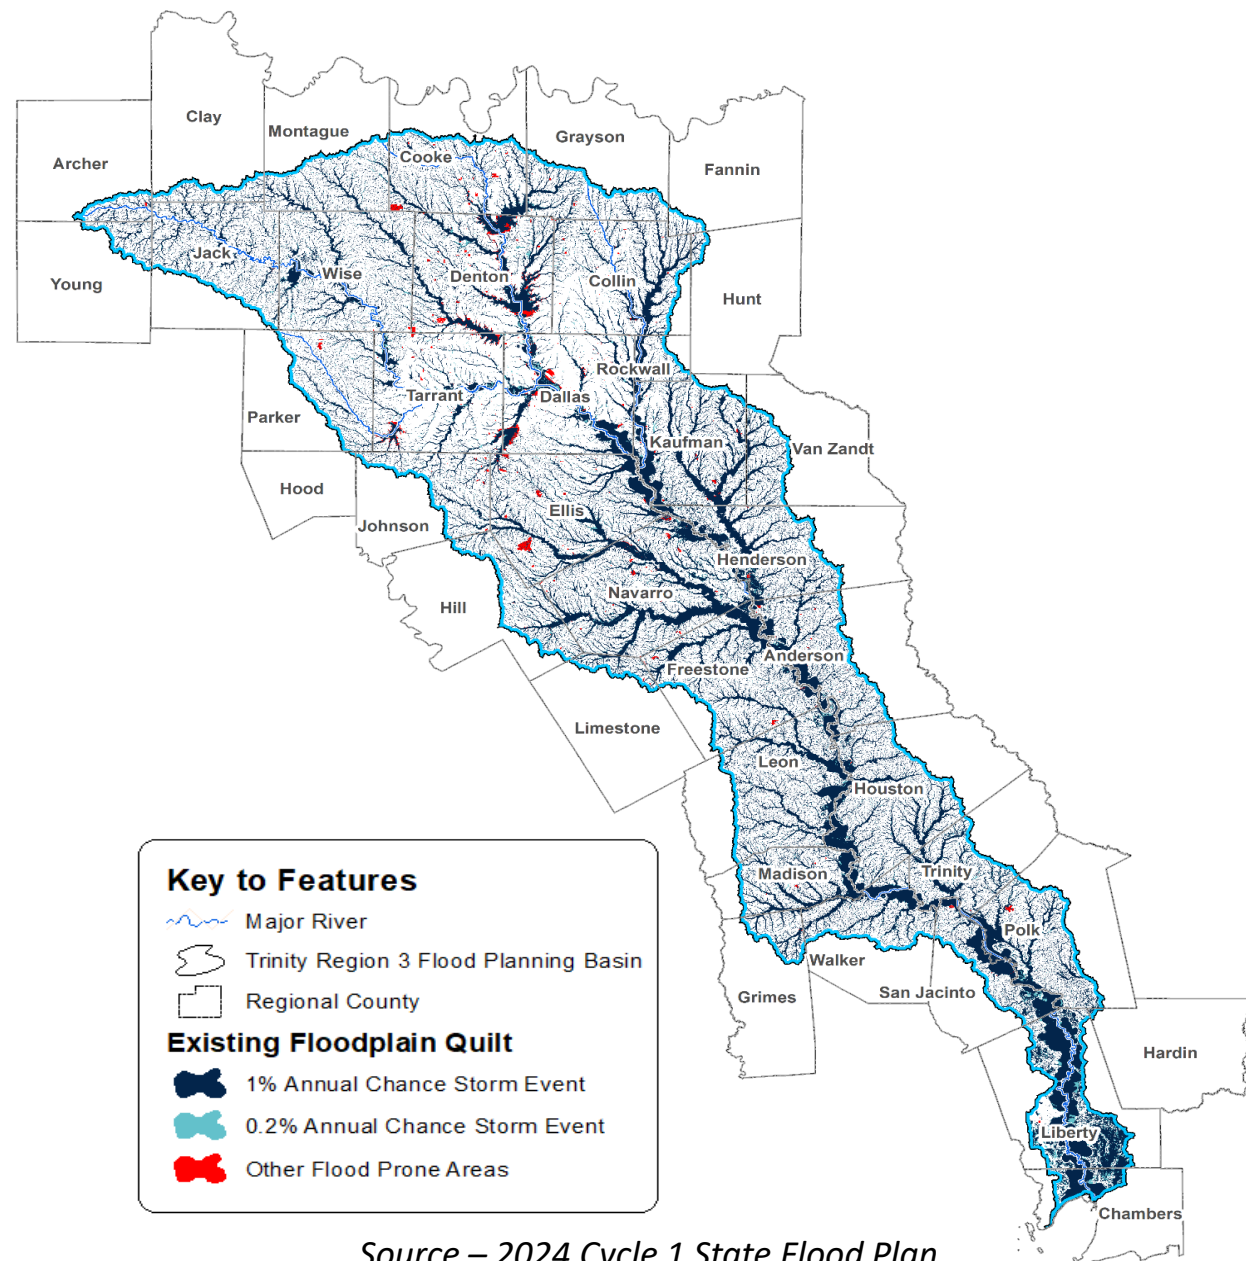 Clay
Montague
Grayson
Cooke
Archer
Fannin
Jack
Wise
Denton
Collin
Young
Hunt
Rockwall
Tarrant
Dallas
Parker
Kaufman
Van Zandt
Hood
Ellis
Johnson
Henderson
Navarro
Hill
Anderson
Freestone
Limestone
Leon
Houston
Madison
Trinity
Polk
Walker
San Jacinto
Grimes
Hardin
Liberty
Chambers
Key to Features
Major River
Trinity Region 3 Flood Planning Basin
Regional County
Existing Floodplain Quilt
1% Annual Chance Storm Event
0.2% Annual Chance Storm Event
Other Flood Prone Areas
Source – 2024 Cycle 1 State Flood Plan